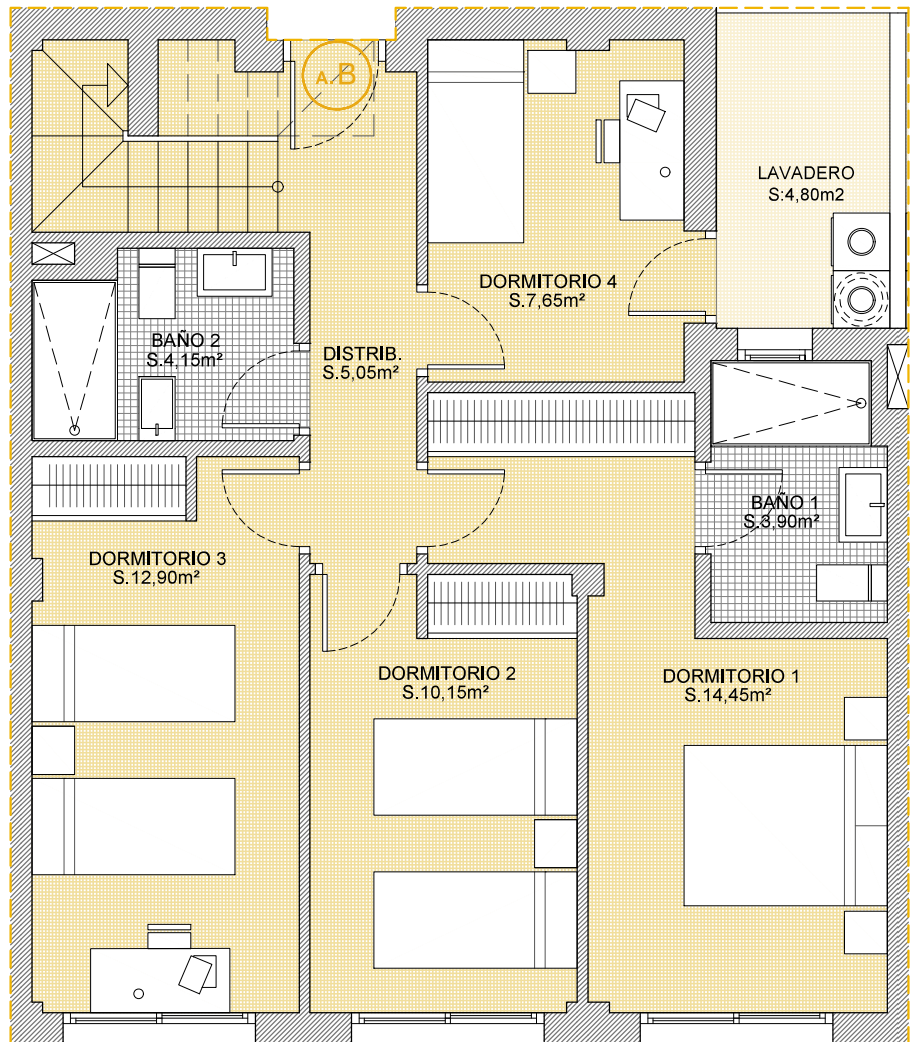 A.B
LAVADERO
S:4,80m2
DORMITORIO 4
S.7,65m²
BAÑO 2
S.4,15m²
DISTRIB.
S.5,05m²
BAÑO 1
S.3,90m²
DORMITORIO 3
S.12,90m²
DORMITORIO 2
S.10,15m²
DORMITORIO 1
S.14,45m²